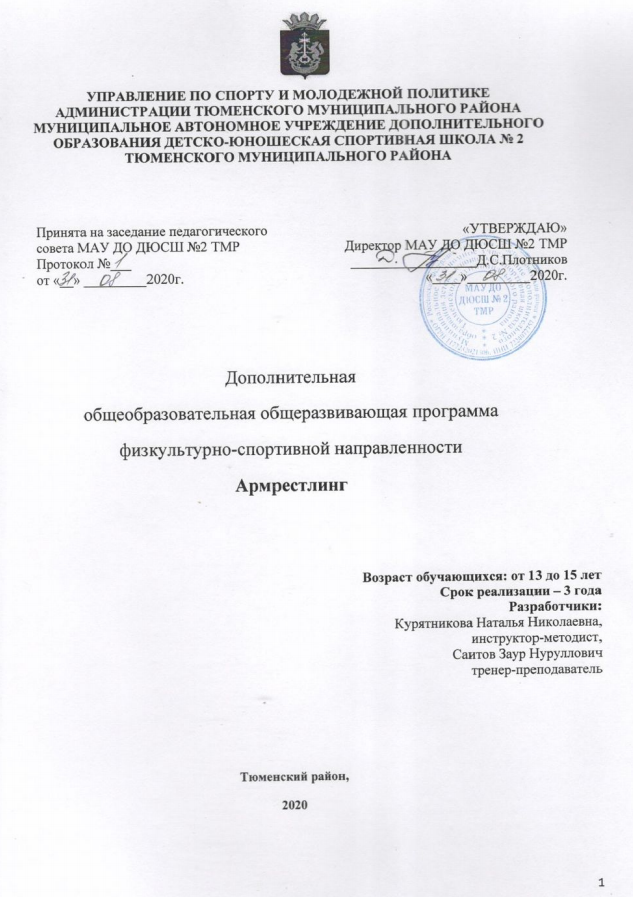 УПРАВЛЕНИЕ ПО СПОРТУ И МОЛОДЕЖНОЙ ПОЛИТИКЕ
АДМИНИСТРАЦИИ ТЮМЕНСКОГО МУНИЦИПАЛЬНОГО РАЙОНА
МУНИЦИПАЛЬНОЕ АВТОНОМНОЕ УЧРЕЖДЕНИЕ ДОПОЛНИТЕЛЬНОГО
ОБРАЗОВАНИЯ ДЕТСКО-ЮНОШЕСКАЯ СПОРТИВНАЯ ШКОЛА № 2
ТЮМЕНСКОГО МУНИЦИПАЛЬНОГО РАЙОНА
Принята на заседание педагогического
совета МАУ ДО ДЮСШ №2 ТМР
Протокол № 1
от «31» 08 2020г.
«УТВЕРЖДАЮ»
Директор МАУ ДО ДЮСШ №2 ТМР
Д.С.Плотников
«31» 08 2020г.
МАУ ДО
ДЮСШ № 2
ТМР
Дополнительная
общеобразовательная общеразвивающая программа
физкультурно-спортивной направленности
Армрестлинг
Возраст обучающихся: от 13 до 15 лет
Срок реализации – 3 года
Разработчики:
Курятникова Наталья Николаевна,
инструктор-методист,
Саитов Заур Нуруллович
тренер-преподаватель
Тюменский район,
2020
1